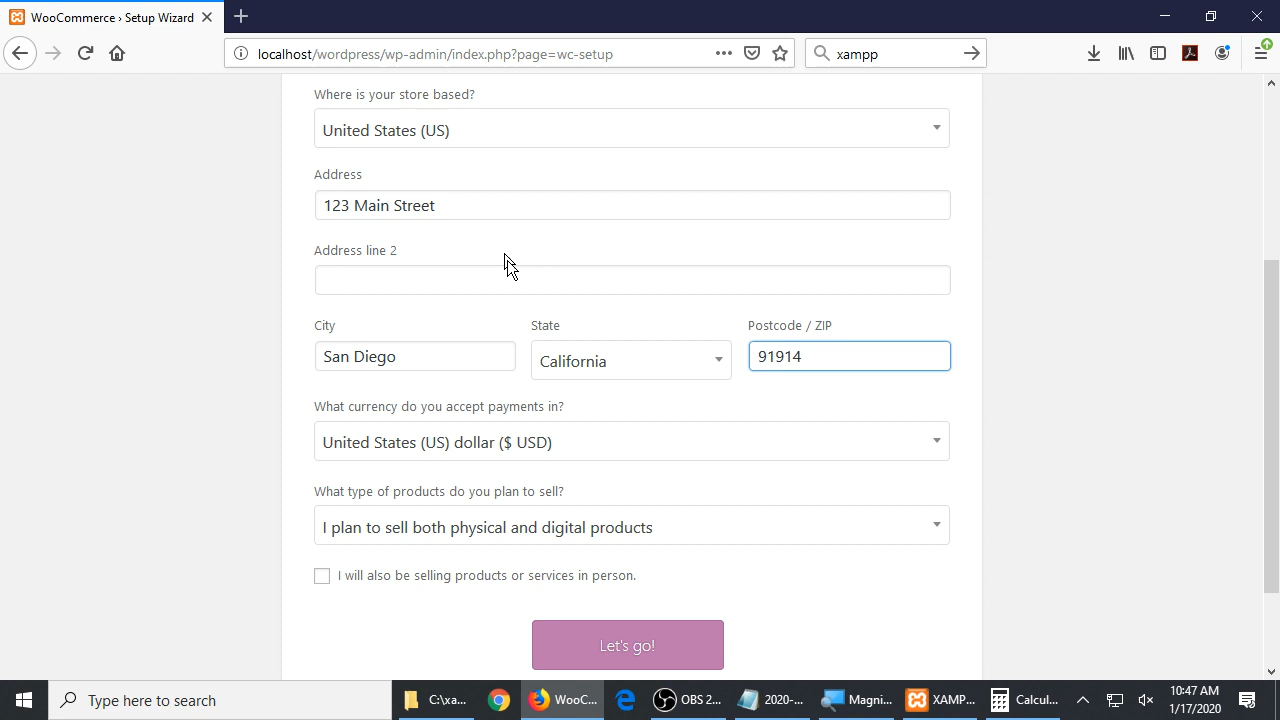 WooCommerce › Setup Wizard
localhost/wordpress/wp-admin/index.php?page=wc-setup
xampp
Where is your store based?
United States (US)
Address
123 Main Street
Address line 2
City State Postcode / ZIP
San Diego California 91914
What currency do you accept payments in?
United States (US) dollar ($ USD)
What type of products do you plan to sell?
I plan to sell both physical and digital products
I will also be selling products or services in person.
Let's go!
Type here to search
C:\xa...
WooC...
OBS 2...
2020-...
Magni...
XAMP...
Calcul...
10:47 AM
1/17/2020